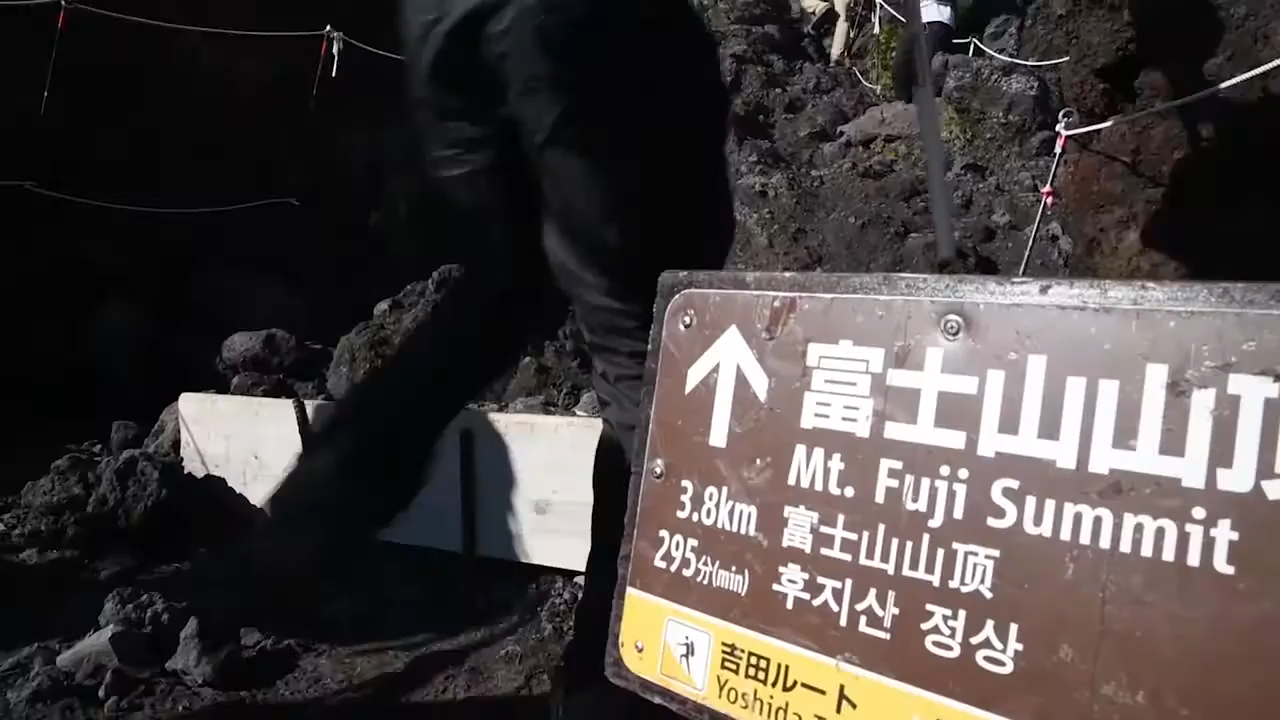 富士山山頂
Mt. Fuji Summit
3.8km
富士山山顶
295分(min)
후지산 정상
吉田ルート
Yoshida